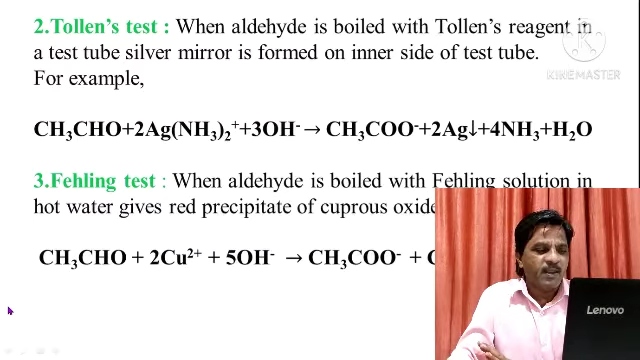 2.Tollen's test : When aldehyde is boiled with Tollen's reagent in
a test tube silver mirror is formed on inner side of test tube.
For example,
KINEMASTER
CH₃CHO+2Ag(NH₃)₂⁺+3OH⁻→ CH₃COO⁻+2Ag↓+4NH₃+H₂O
3.Fehling test : When aldehyde is boiled with Fehling solution in
hot water gives red precipitate of cuprous oxide
CH₃CHO + 2Cu²⁺ + 5OH⁻ → CH₃COO⁻ +
Lenovo